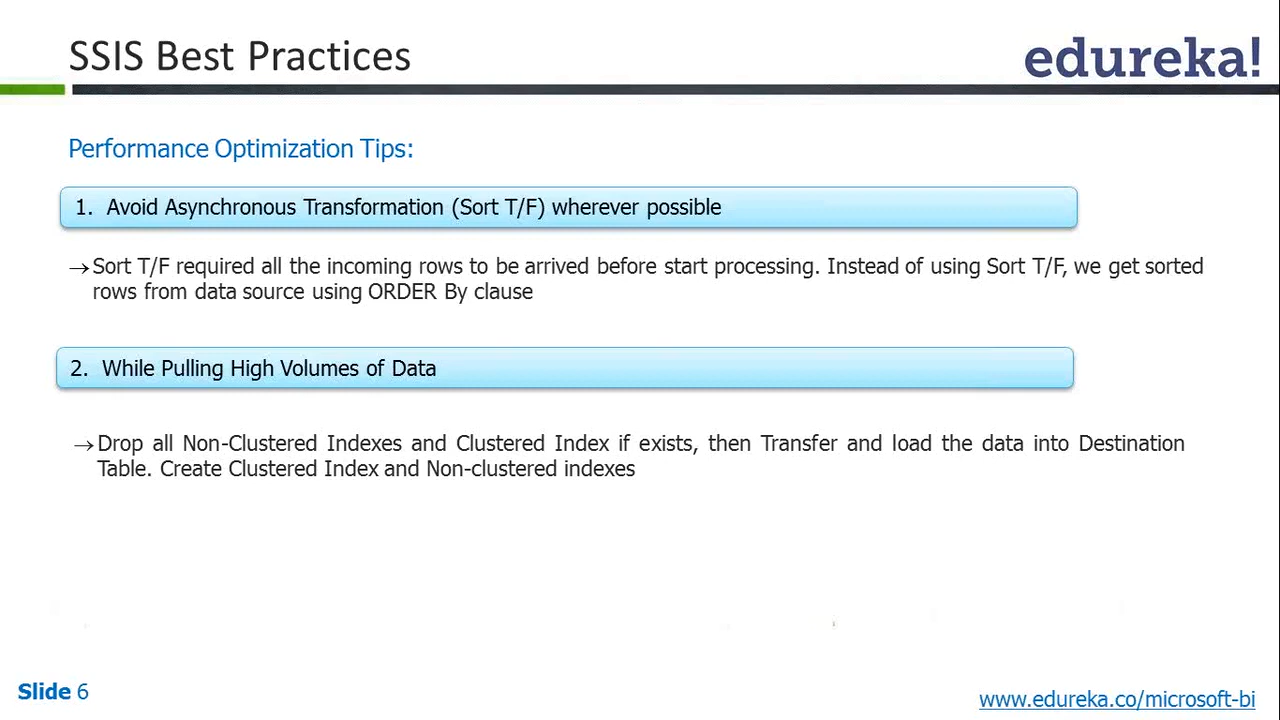 SSIS Best Practices
edureka!
Performance Optimization Tips:
1. Avoid Asynchronous Transformation (Sort T/F) wherever possible
→Sort T/F required all the incoming rows to be arrived before start processing. Instead of using Sort T/F, we get sorted
rows from data source using ORDER By clause
2. While Pulling High Volumes of Data
→Drop all Non-Clustered Indexes and Clustered Index if exists, then Transfer and load the data into Destination
Table. Create Clustered Index and Non-clustered indexes
Slide 6
www.edureka.co/microsoft-bi